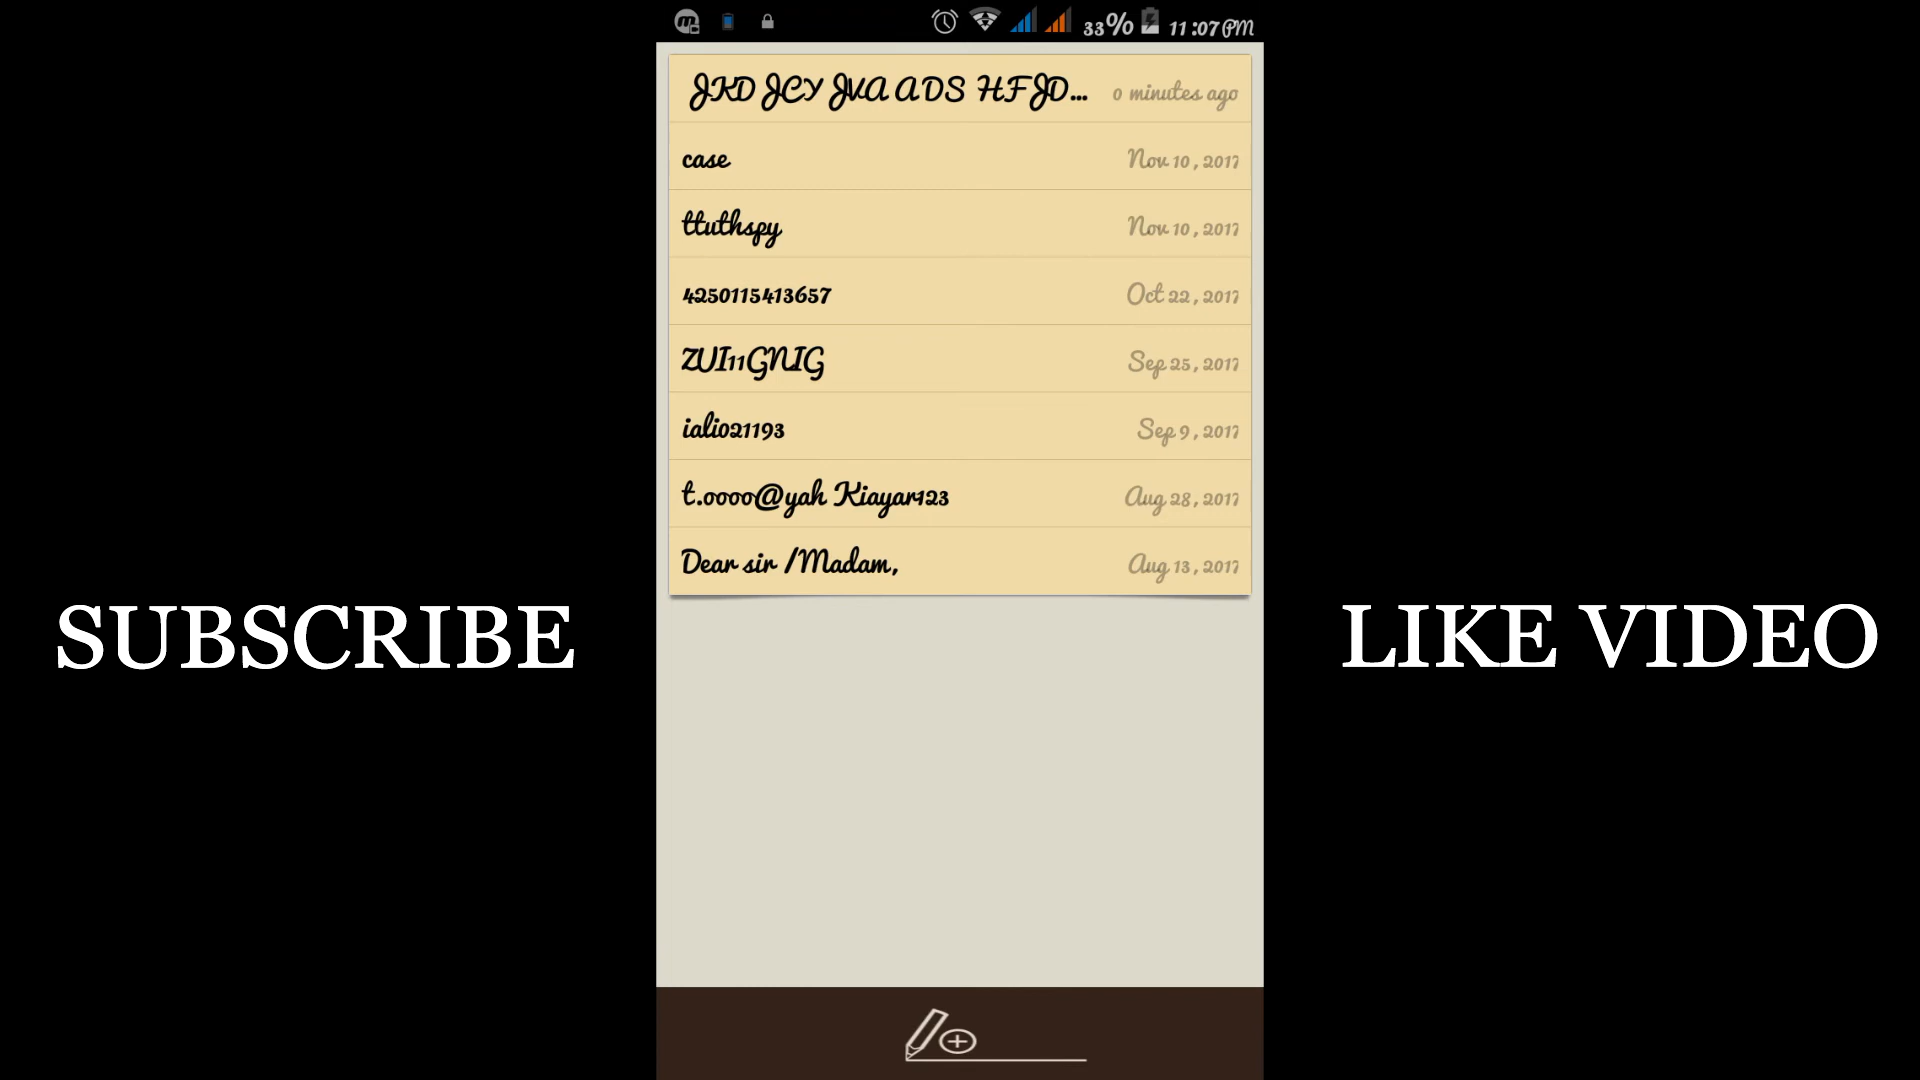 33% 11:07PM
JKD JCY JVA ADS HFJD... 0 minutes ago
case Nov 10, 2017
ttuthspy Nov 10, 2017
4250115413657 Oct 22, 2017
ZUI11GNIG Sep 25, 2017
iali021193 Sep 9, 2017
t.0000@yah Kiayar123 Aug 28, 2017
Dear sir /Madam, Aug 13, 2017
SUBSCRIBE
LIKE VIDEO